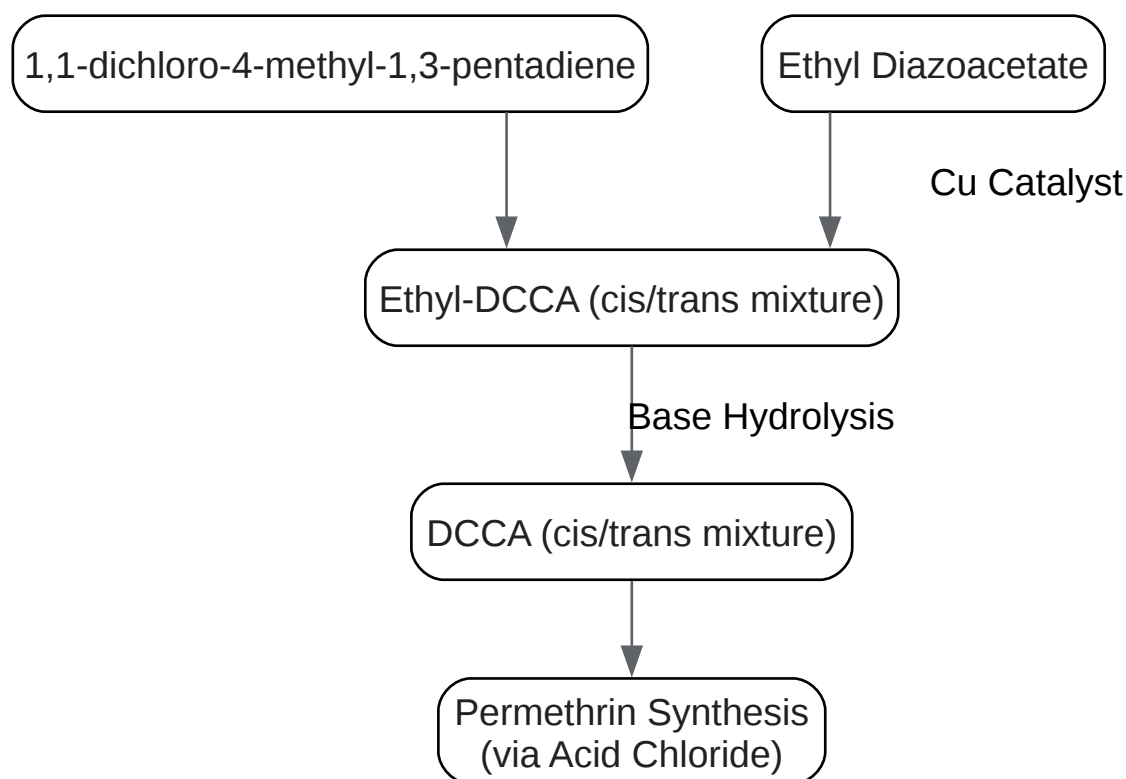 1,1-dichloro-4-methyl-1,3-pentadiene
Ethyl Diazoacetate
Cu Catalyst
Ethyl-DCCA (cis/trans mixture)
Base Hydrolysis
DCCA (cis/trans mixture)
Permethrin Synthesis
(via Acid Chloride)